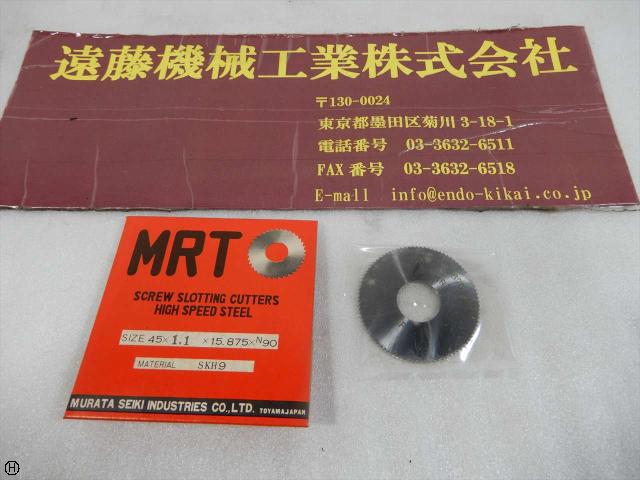 遠藤機械工業株式会社
〒130-0024
東京都墨田区菊川 3-18-1
電話番号 03-3632-6511
FAX 番号 03-3632-6518
E-mall info@endo-kikai.co.jp
MRT
SCREW SLOTTING CUTTERS
HIGH SPEED STEEL
SIZE 45× 1.1 ×15.875×N90
MATERIAL SKH9
MURATA SEIKI INDUSTRIES CO.,LTD. TOYAMAJAPAN
H